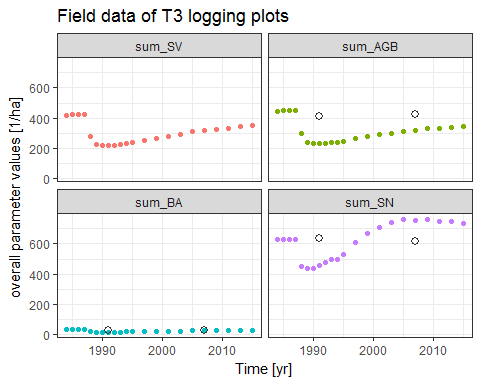 Field data of T3 logging plots
sum_SV
sum_AGB
overall parameter values [1/ha]
600
400
200
0
sum_BA
sum_SN
600
400
200
0
1990
2000
2010
1990
2000
2010
Time [yr]